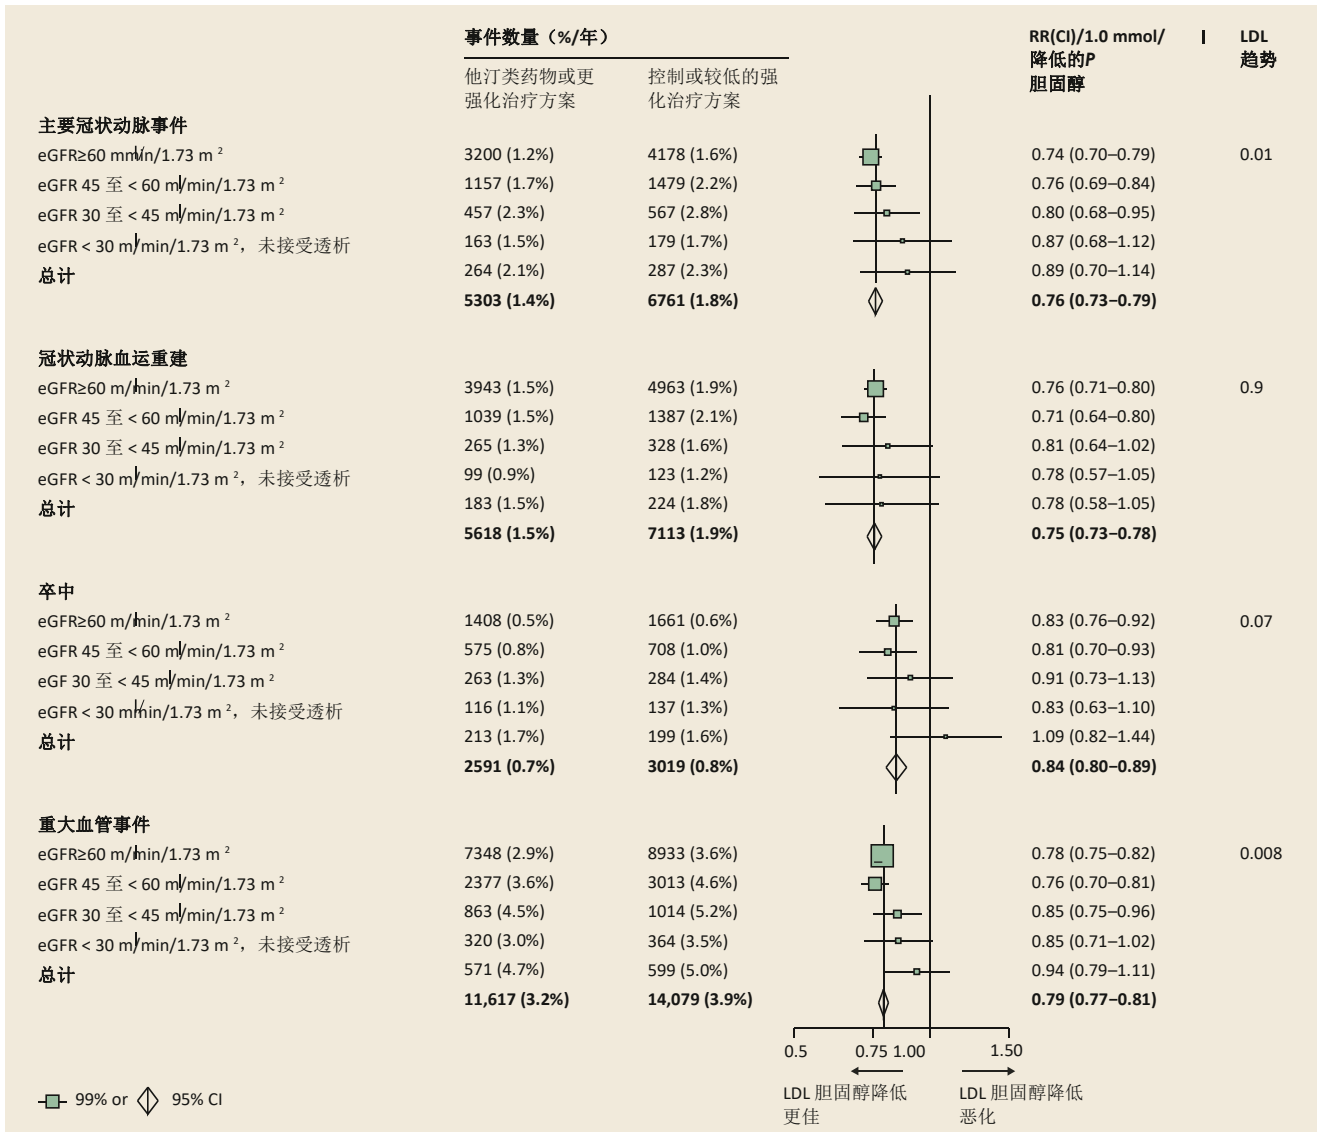 事件数量（%/年）
RR(CI)/1.0 mmol/
降低的P
胆固醇
l
LDL
趋势
他汀类药物或更
强化治疗方案
控制或较低的强
化治疗方案
主要冠状动脉事件
eGFR≥60 mmin/1.73 m 2 3200 (1.2%) 4178 (1.6%) 0.74 (0.70–0.79) 0.01
eGFR 45 至 < 60 ml/min/1.73 m 2 1157 (1.7%) 1479 (2.2%) 0.76 (0.69–0.84)
eGFR 30 至 < 45 ml/min/1.73 m 2 457 (2.3%) 567 (2.8%) 0.80 (0.68–0.95)
eGFR < 30 ml/min/1.73 m 2，未接受透析 163 (1.5%) 179 (1.7%) 0.87 (0.68–1.12)
总计 264 (2.1%) 287 (2.3%) 0.89 (0.70–1.14)
5303 (1.4%) 6761 (1.8%) 0.76 (0.73–0.79)
冠状动脉血运重建
eGFR≥60 m/min/1.73 m 2 3943 (1.5%) 4963 (1.9%) 0.76 (0.71–0.80) 0.9
eGFR 45 至 < 60 ml/min/1.73 m 2 1039 (1.5%) 1387 (2.1%) 0.71 (0.64–0.80)
eGFR 30 至 < 45 ml/min/1.73 m 2 265 (1.3%) 328 (1.6%) 0.81 (0.64–1.02)
eGFR < 30 ml/min/1.73 m 2，未接受透析 99 (0.9%) 123 (1.2%) 0.78 (0.57–1.05)
总计 183 (1.5%) 224 (1.8%) 0.78 (0.58–1.05)
5618 (1.5%) 7113 (1.9%) 0.75 (0.73–0.78)
卒中
eGFR≥60 m/min/1.73 m 2 1408 (0.5%) 1661 (0.6%) 0.83 (0.76–0.92) 0.07
eGFR 45 至 < 60 ml/min/1.73 m 2 575 (0.8%) 708 (1.0%) 0.81 (0.70–0.93)
eGF 30 至 < 45 ml/min/1.73 m 2 263 (1.3%) 284 (1.4%) 0.91 (0.73–1.13)
eGFR < 30 mmin/1.73 m 2，未接受透析 116 (1.1%) 137 (1.3%) 0.83 (0.63–1.10)
总计 213 (1.7%) 199 (1.6%) 1.09 (0.82–1.44)
2591 (0.7%) 3019 (0.8%) 0.84 (0.80–0.89)
重大血管事件
eGFR≥60 m/min/1.73 m 2 7348 (2.9%) 8933 (3.6%) 0.78 (0.75–0.82) 0.008
eGFR 45 至 < 60 ml/min/1.73 m 2 2377 (3.6%) 3013 (4.6%) 0.76 (0.70–0.81)
eGFR 30 至 < 45 ml/min/1.73 m 2 863 (4.5%) 1014 (5.2%) 0.85 (0.75–0.96)
eGFR < 30 ml/min/1.73 m 2，未接受透析 320 (3.0%) 364 (3.5%) 0.85 (0.71–1.02)
总计 571 (4.7%) 599 (5.0%) 0.94 (0.79–1.11)
11,617 (3.2%) 14,079 (3.9%) 0.79 (0.77–0.81)
0.5 0.75 1.00 1.50
LDL 胆固醇降低
更佳
LDL 胆固醇降低
恶化
99% or 95% CI